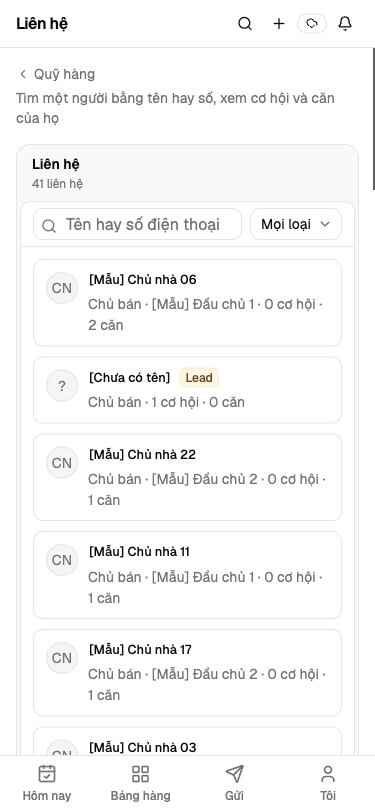 Liên hệ
Quỹ hàng
Tìm một người bằng tên hay số, xem cơ hội và căn
của họ
Liên hệ
41 liên hệ
Tên hay số điện thoại
Mọi loại
CN
[Mẫu] Chủ nhà 06
Chủ bán · [Mẫu] Đầu chủ 1 · 0 cơ hội ·
2 căn
?
[Chưa có tên] Lead
Chủ bán · 1 cơ hội · 0 căn
CN
[Mẫu] Chủ nhà 22
Chủ bán · [Mẫu] Đầu chủ 2 · 0 cơ hội ·
1 căn
CN
[Mẫu] Chủ nhà 11
Chủ bán · [Mẫu] Đầu chủ 1 · 0 cơ hội ·
1 căn
CN
[Mẫu] Chủ nhà 17
Chủ bán · [Mẫu] Đầu chủ 2 · 0 cơ hội ·
1 căn
CN
[Mẫu] Chủ nhà 03
Hôm nay
Bảng hàng
Gửi
Tôi